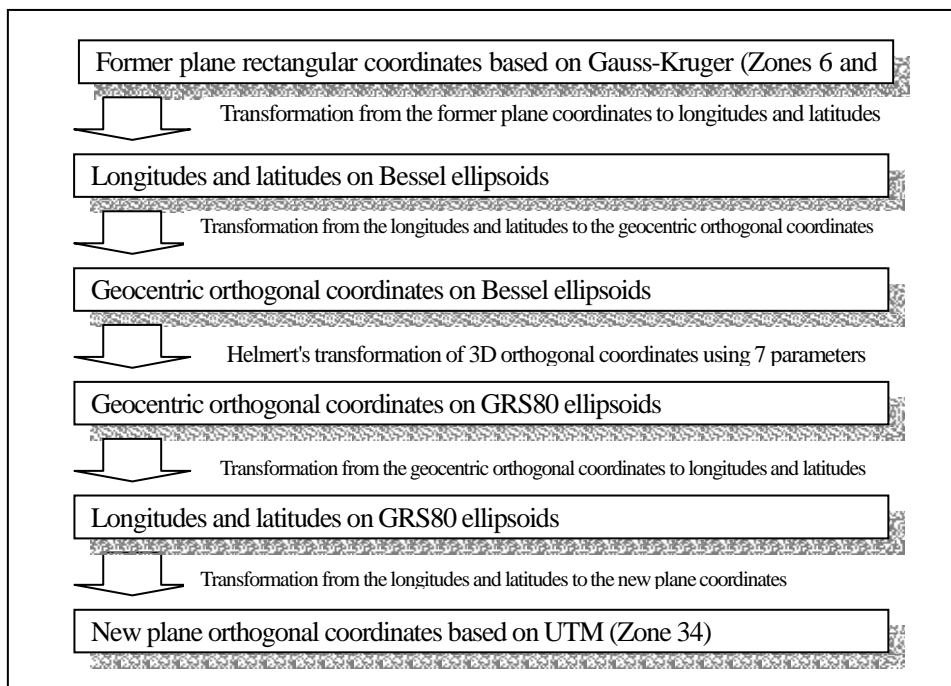 Former plane rectangular coordinates based on Gauss-Kruger (Zones 6 and
Transformation from the former plane coordinates to longitudes and latitudes
Longitudes and latitudes on Bessel ellipsoids
Transformation from the longitudes and latitudes to the geocentric orthogonal coordinates
Geocentric orthogonal coordinates on Bessel ellipsoids
Helmert's transformation of 3D orthogonal coordinates using 7 parameters
Geocentric orthogonal coordinates on GRS80 ellipsoids
Transformation from the geocentric orthogonal coordinates to longitudes and latitudes
Longitudes and latitudes on GRS80 ellipsoids
Transformation from the longitudes and latitudes to the new plane coordinates
New plane orthogonal coordinates based on UTM (Zone 34)